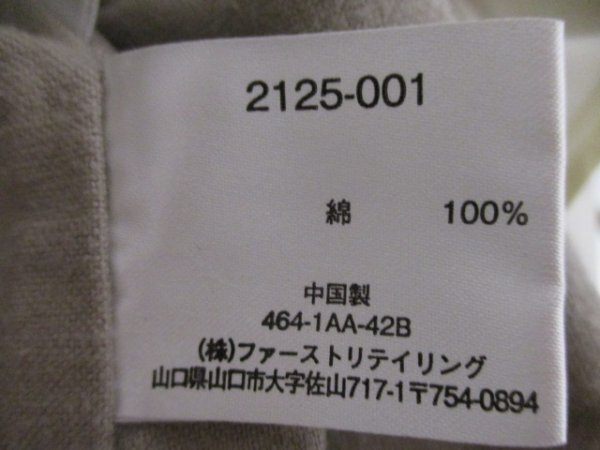 2125-001
綿 100%
中国製
464-1AA-42B
(株)ファーストリテイリング
山口県山口市大字佐山717-1〒754-0894